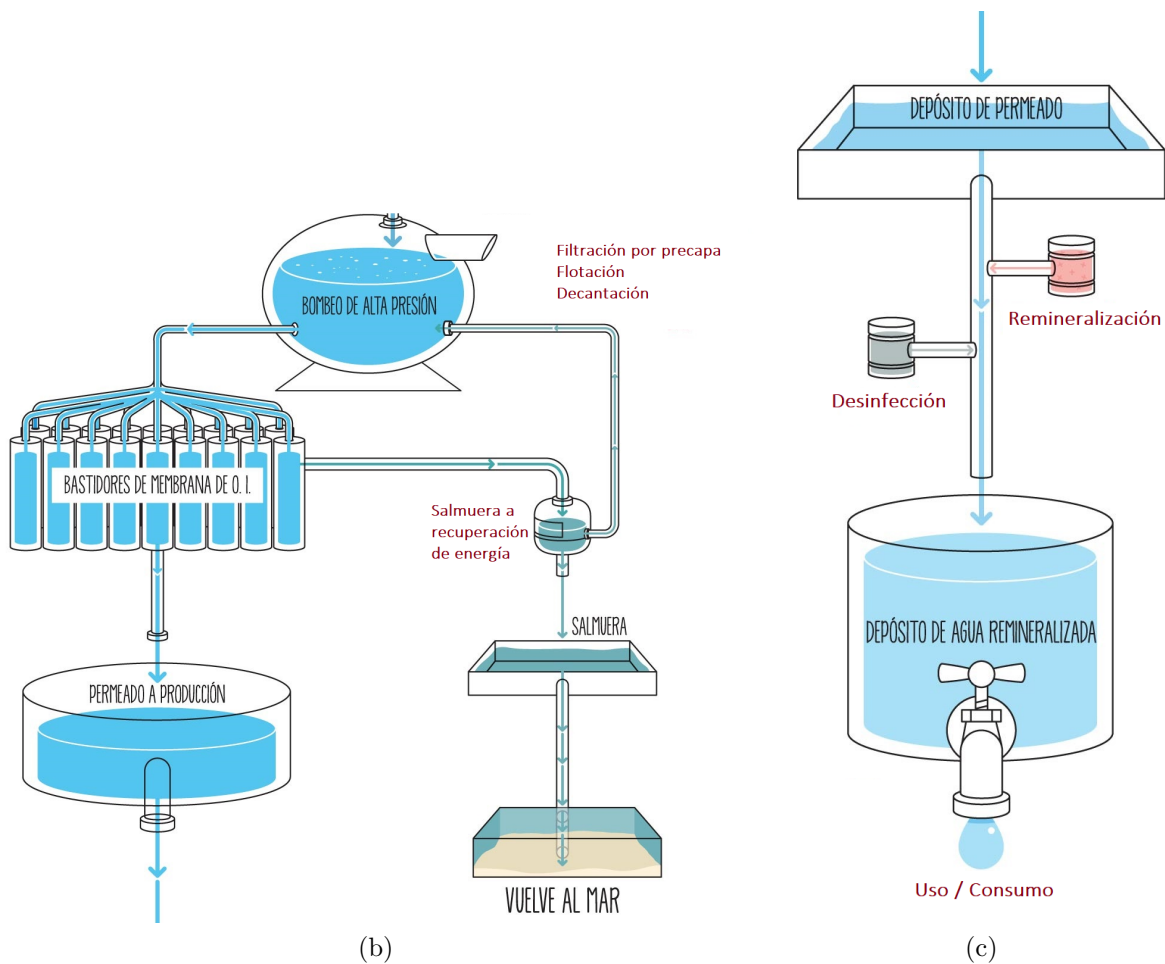 Filtración por precapa
Flotación
Decantación
BOMBEO DE ALTA PRESIÓN
BASTIDORES DE MEMBRANA DE O. I.
Salmuera a
recuperación
de energía
SALMUERA
PERMEADO A PRODUCCIÓN
VUELVE AL MAR
(b)
DEPÓSITO DE PERMEADO
Remineralización
Desinfección
DEPÓSITO DE AGUA REMINERALIZADA
Uso / Consumo
(c)